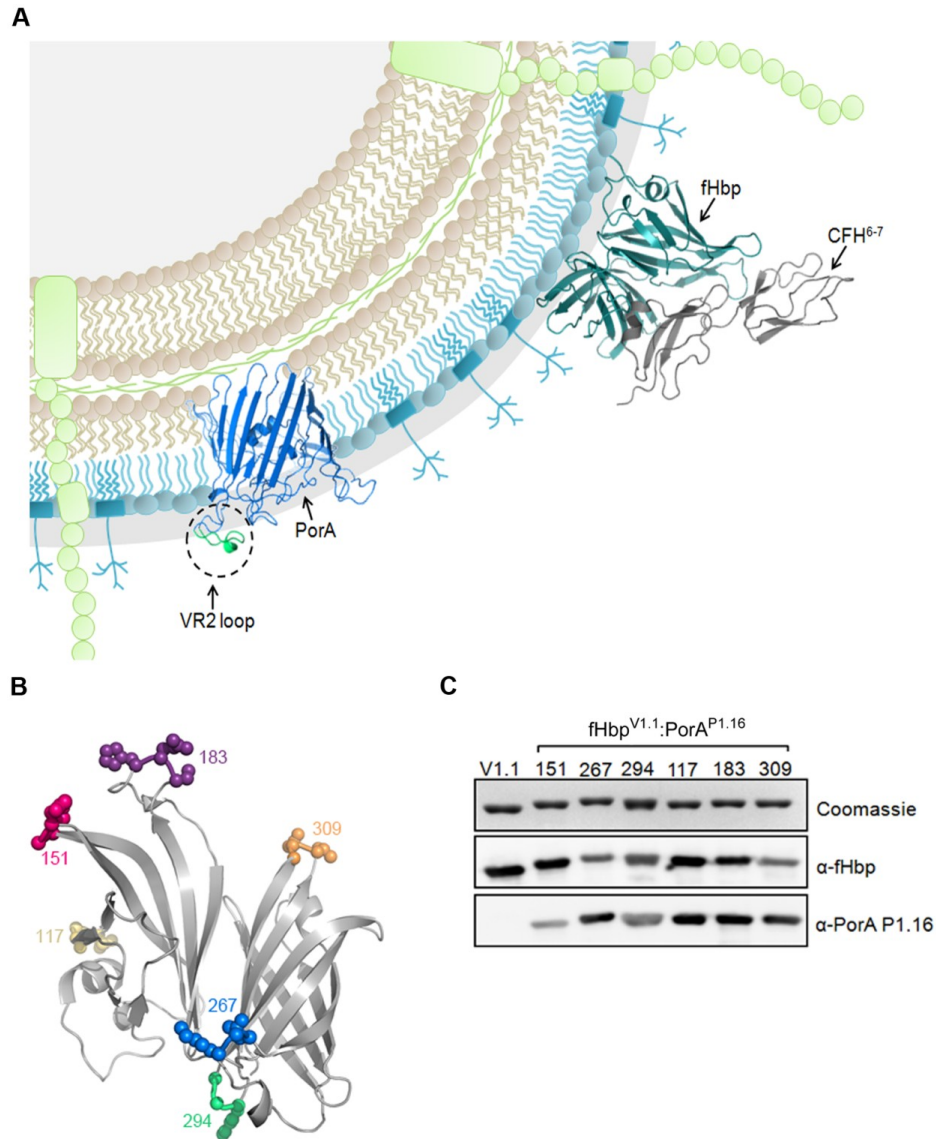 A
fHbp
CFH⁶⁻⁷
PorA
VR2 loop
B
183
151
309
117
267
294
C
fHbpⱽ¹·¹:PorAᴾ¹·¹⁶
V1.1 151 267 294 117 183 309
Coomassie
α-fHbp
α-PorA P1.16